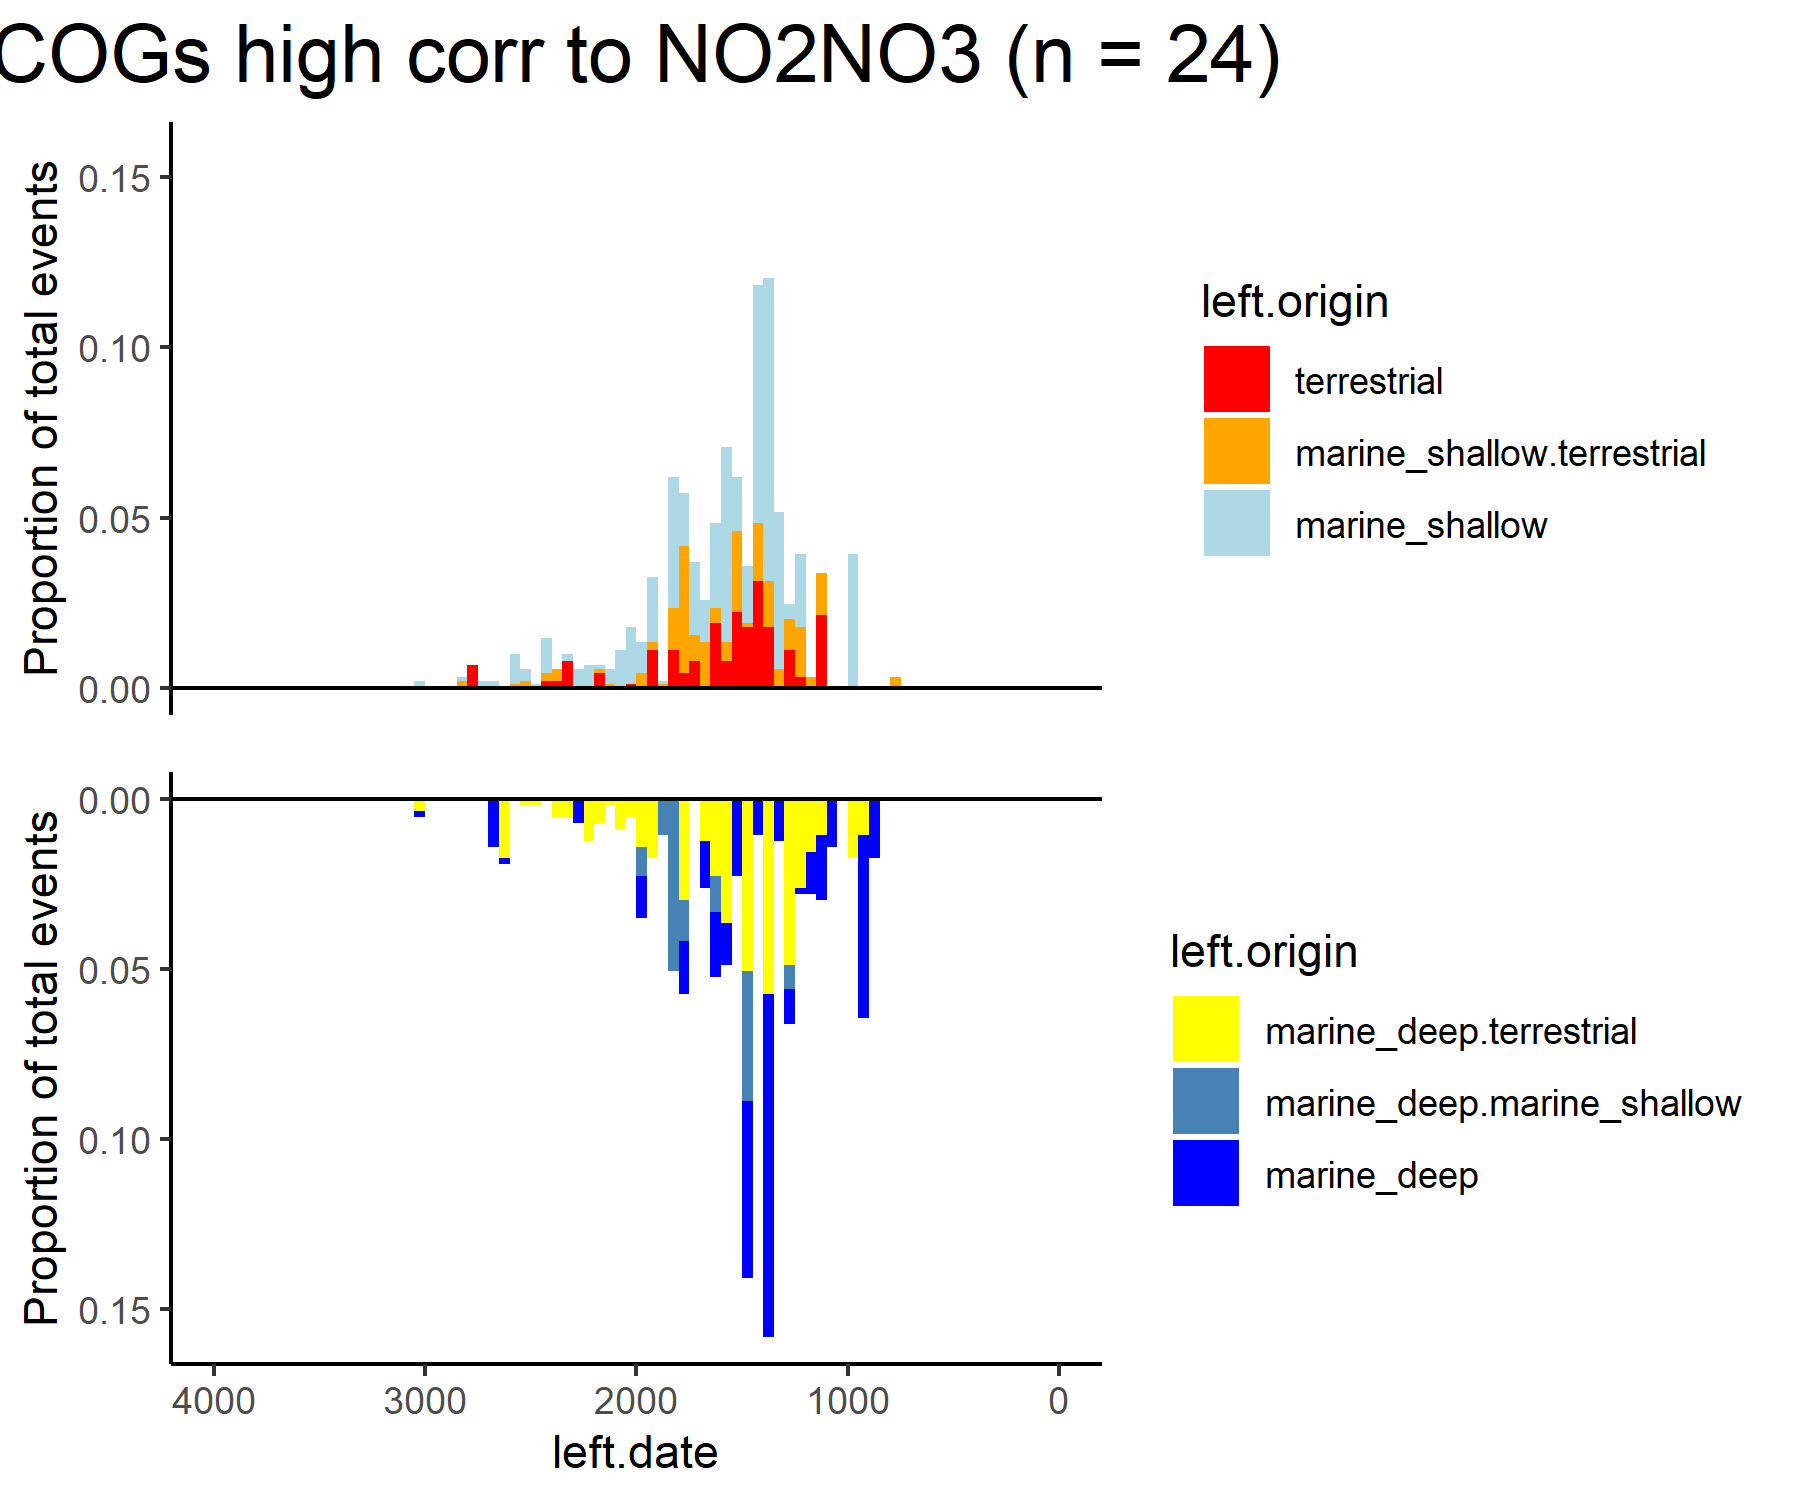 COGs high corr to NO2NO3 (n = 24)
Proportion of total events
0.15
0.10
0.05
0.00
left.origin
terrestrial
marine_shallow.terrestrial
marine_shallow
Proportion of total events
0.00
0.05
0.10
0.15
4000 3000 2000 1000 0
left.date
left.origin
marine_deep.terrestrial
marine_deep.marine_shallow
marine_deep